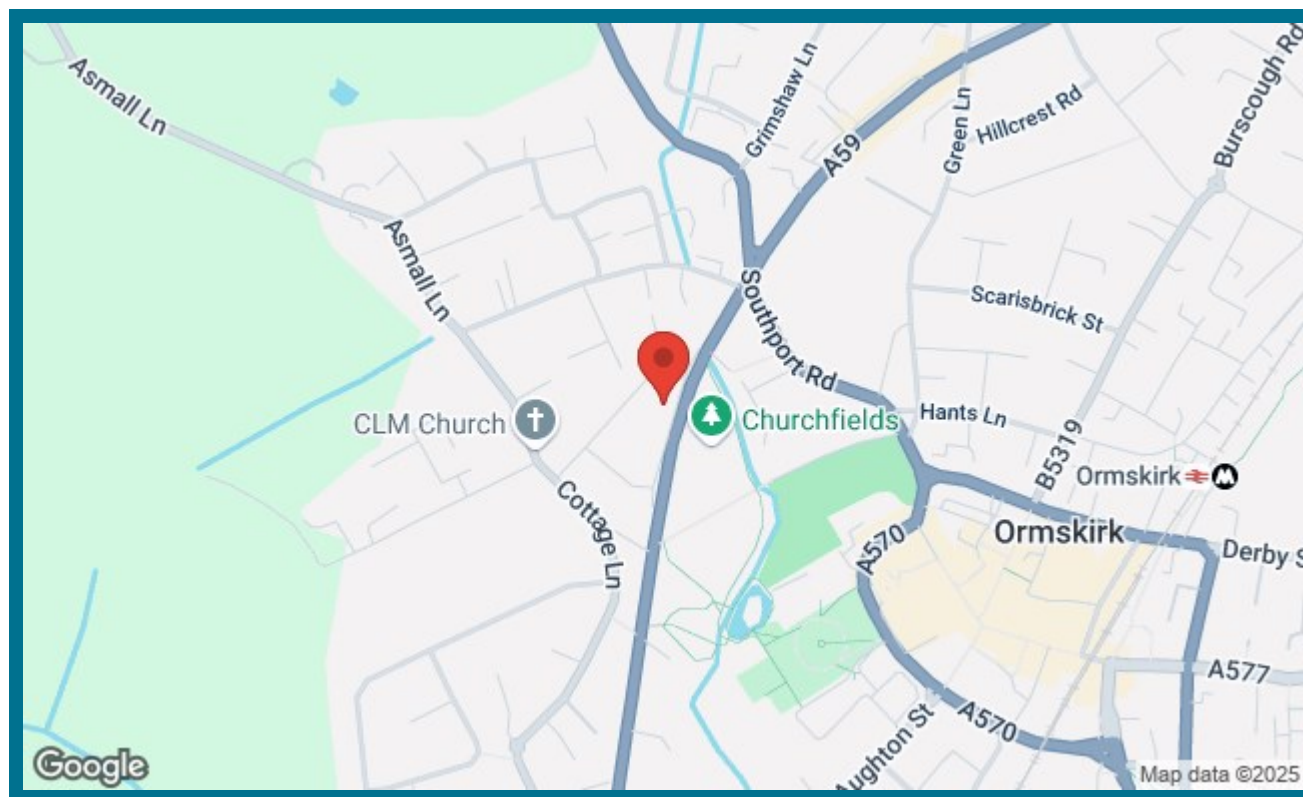 Asmall Ln
Grimshaw Ln
A59
Green Ln
Hillcrest Rd
Burscough Rd
Asmall Ln
Southport Rd
Scarisbrick St
CLM Church
Churchfields
Hants Ln
B5319
Ormskirk
Cottage Ln
A570
Ormskirk
Derby S
A577
Aughton St
A570
Google
Map data ©2025